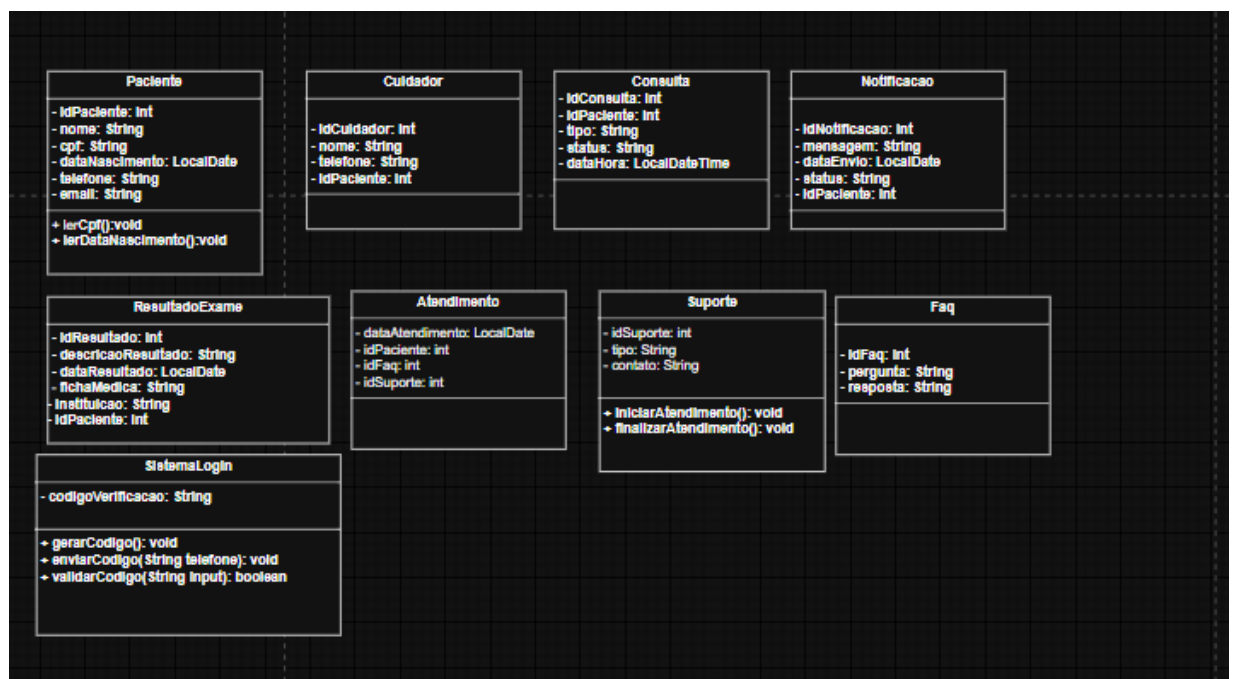 Paciente
- idPaciente: int
- nome: String
- cpf: String
- dataNascimento: LocalDate
- telefone: String
- email: String
+ lerCpf():void
+ lerDataNascimento():void
Cuidador
- idCuidador: int
- nome: String
- telefone: String
- idPaciente: int
Consulta
- idConsulta: int
- idPaciente: int
- tipo: String
- status: String
- dataHora: LocalDateTime
Notificacao
- idNotificacao: int
- mensagem: String
- dataEnvio: LocalDate
- status: String
- idPaciente: int
ResultadoExame
- idResultado: int
- descricaoResultado: String
- dataResultado: LocalDate
- fichaMedica: String
- instituicao: String
- idPaciente: int
Atendimento
- dataAtendimento: LocalDate
- idPaciente: int
- idFaq: int
- idSuporte: int
Suporte
- idSuporte: int
- tipo: String
- contato: String
+ iniciarAtendimento(): void
+ finalizarAtendimento(): void
Faq
- idFaq: int
- pergunta: String
- resposta: String
SistemaLogin
- codigoVerificacao: String
+ gerarCodigo(): void
+ enviarCodigo(String telefone): void
+ validarCodigo(String input): boolean